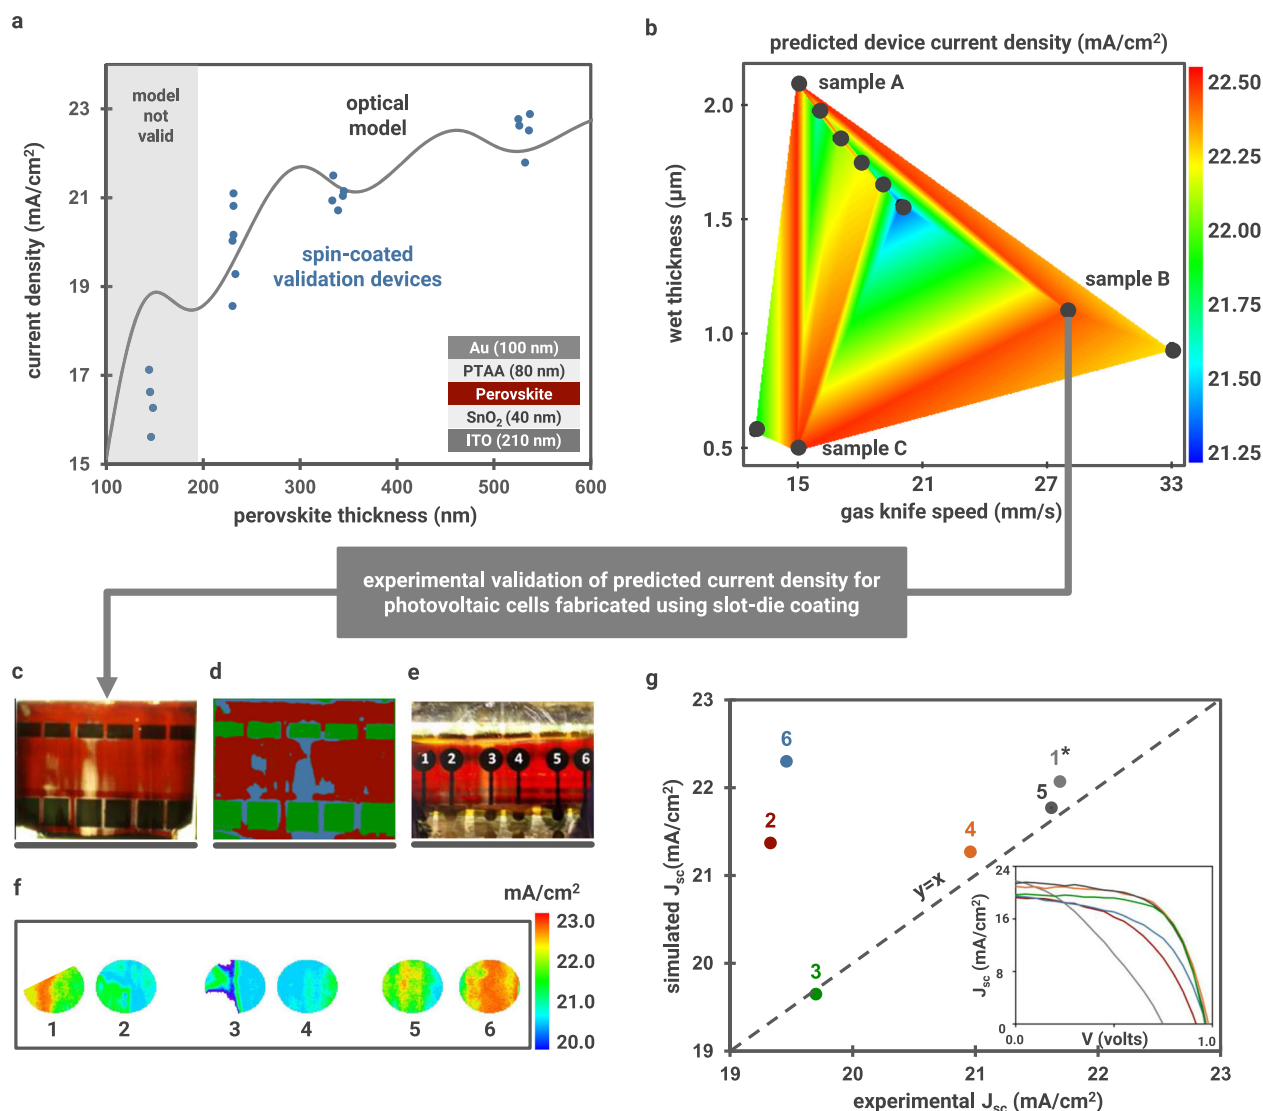 a
model
not
valid
optical
model
spin-coated
validation devices
Au (100 nm)
PTAA (80 nm)
Perovskite
SnO₂ (40 nm)
ITO (210 nm)
current density (mA/cm²)
23
21
19
17
15
100 200 300 400 500 600
perovskite thickness (nm)
b
predicted device current density (mA/cm²)
sample A
sample B
sample C
wet thickness (μm)
2.0
1.5
1.0
0.5
15 21 27 33
gas knife speed (mm/s)
22.50
22.25
22.00
21.75
21.50
21.25
experimental validation of predicted current density for
photovoltaic cells fabricated using slot-die coating
c
d
e
1 2 3 4 5 6
f
mA/cm²
23.0
22.0
21.0
20.0
1 2 3 4 5 6
g
simulated Jsc(mA/cm²)
23
22
21
20
19
6
2
1*
5
4
3
y=x
24
16
8
0
Jsc (mA/cm²)
0.0 V (volts) 1.0
19 20 21 22 23
experimental Jsc (mA/cm²)